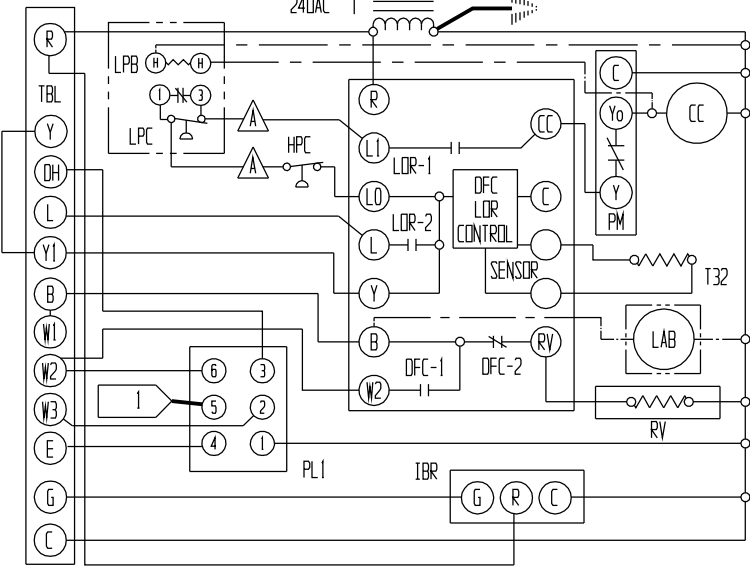 240AC
R
LPB
H
H
C
TBL
1
3
R
Yo
CC
A
CC
Y
LPC
HPC
L1
LOR-1
DH
A
DFC
LOR
CONTROL
Y
LO
C
PM
L
LOR-2
L
SENSOR
Y1
T32
B
Y
W1
B
RV
LAB
W2
6
3
DFC-1
DFC-2
W2
1
5
2
RV
W3
E
4
1
PL1
IBR
G
G
R
C
C